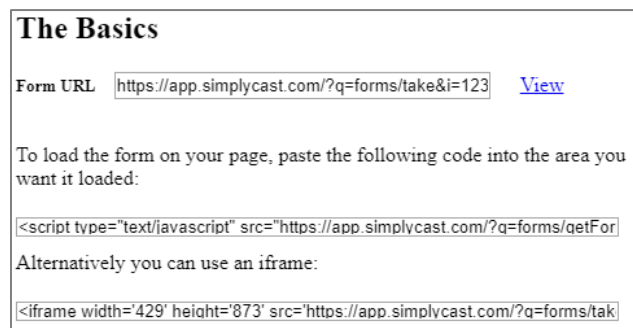 The Basics
Form URL https://app.simplycast.com/?q=forms/take&i=123 View
To load the form on your page, paste the following code into the area you
want it loaded:
<script type="text/javascript" src="https://app.simplycast.com/?q=forms/getFor
Alternatively you can use an iframe:
<iframe width='429' height='873' src='https://app.simplycast.com/?q=forms/tak